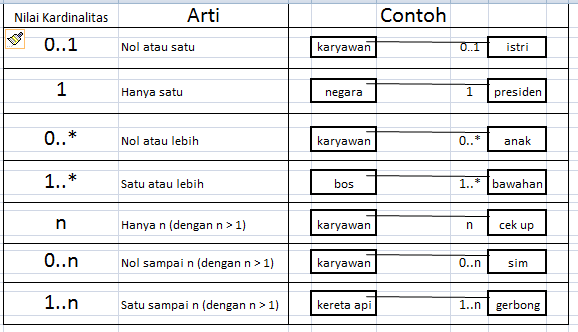 Nilai Kardinalitas Arti Contoh
0..1 Nol atau satu karyawan 0..1 istri
1 Hanya satu negara 1 presiden
0..* Nol atau lebih karyawan 0..* anak
1..* Satu atau lebih bos 1..* bawahan
n Hanya n (dengan n > 1) karyawan n cek up
0..n Nol sampai n (dengan n > 1) karyawan 0..n sim
1..n Satu sampai n (dengan n > 1) kereta api 1..n gerbong